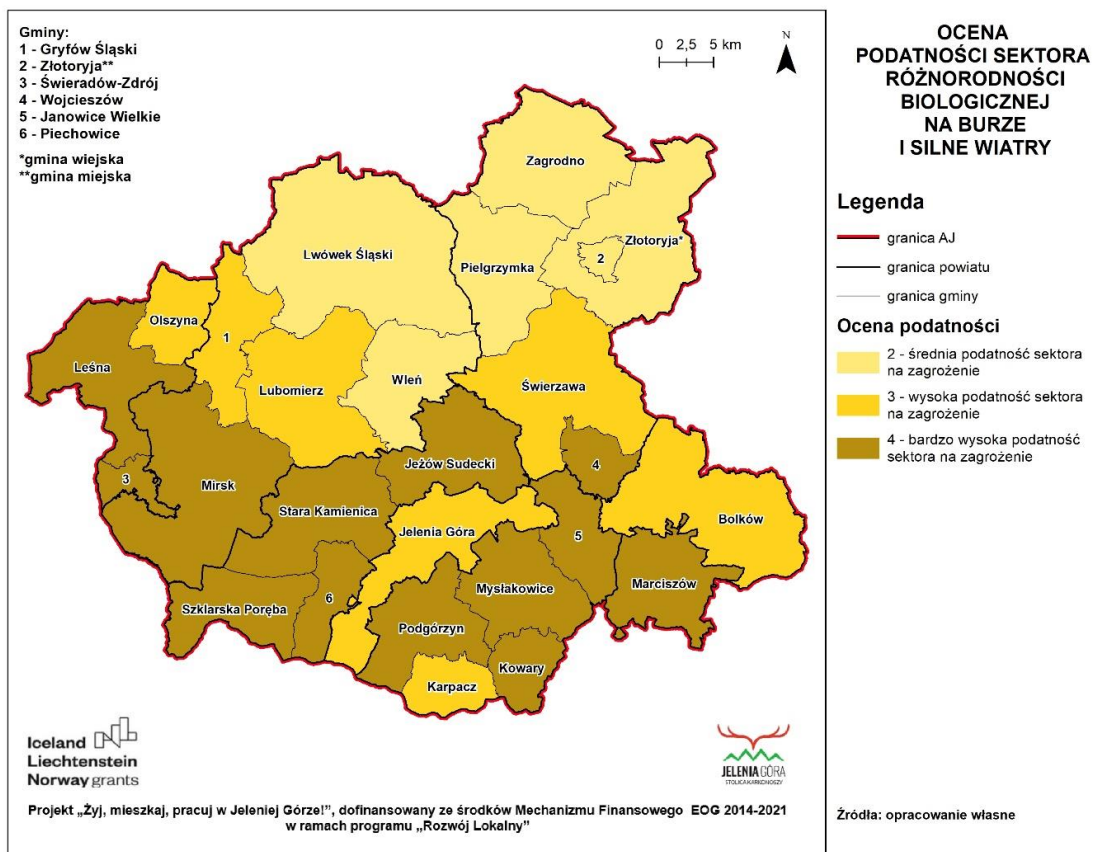 Gminy:
1 - Gryfów Śląski
2 - Złotoryja**
3 - Świeradów-Zdrój
4 - Wojcieszów
5 - Janowice Wielkie
6 - Piechowice
*gmina wiejska
**gmina miejska
0 2,5 5 km
N
Zagrodno
Złotoryja*
2
Lwówek Śląski
Pielgrzymka
Olszyna
1
Leśna
Lubomierz
Wleń
Świerzawa
Jeżów Sudecki
4
3
Mirsk
Stara Kamienica
Jelenia Góra
Bolków
5
Marciszów
Mysłakowice
6
Szklarska Poręba
Podgórzyn
Kowary
Karpacz
Iceland
Liechtenstein
Norway grants
JELENIA GÓRA
STOLICA KARKONOSZY
Projekt „Żyj, mieszkaj, pracuj w Jeleniej Górze!”, dofinansowany ze środków Mechanizmu Finansowego EOG 2014-2021
w ramach programu „Rozwój Lokalny”
OCENA
PODATNOŚCI SEKTORA
RÓŻNORODNOŚCI
BIOLOGICZNEJ
NA BURZE
I SILNE WIATRY
Legenda
granica AJ
granica powiatu
granica gminy
Ocena podatności
2 - średnia podatność sektora
na zagrożenie
3 - wysoka podatność sektora
na zagrożenie
4 - bardzo wysoka podatność
sektora na zagrożenie
Źródła: opracowanie własne